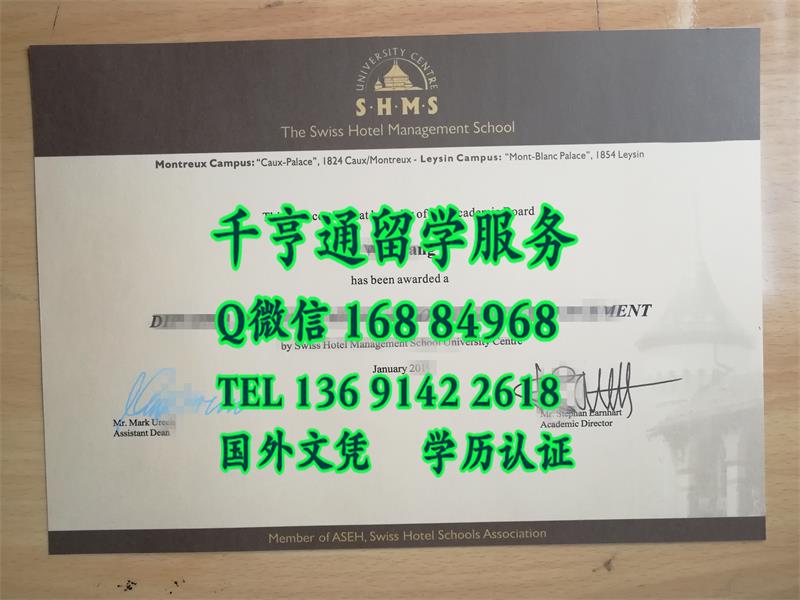 UNIVERSITY CENTRE
S·H·M·S
The Swiss Hotel Management School
Montreux Campus: “Caux-Palace”, 1824 Caux/Montreux - Leysin Campus: “Mont-Blanc Palace”, 1854 Leysin
Board
千亨通留学服务
has been awarded a
Q微信 168 84968
by Swiss Hotel Management School University Centre
January
TEL 136 9142 2618
Mr. Mark
Assistant Dean
Mr. Stephan Earnhart
Academic Director
国外文凭 学历认证
Member of ASEH, Swiss Hotel Schools Association